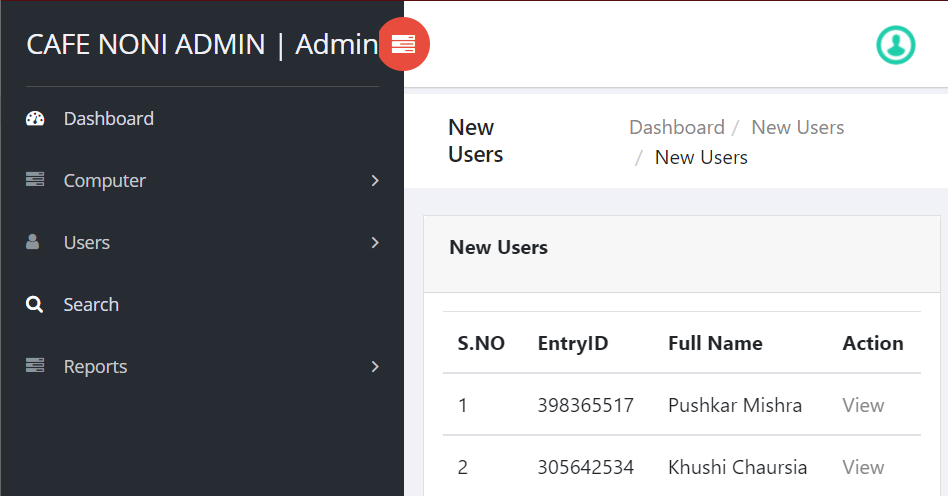 CAFE NONI ADMIN | Admin
Dashboard
Computer
Users
Search
Reports
New
Users
Dashboard / New Users
/ New Users
New Users
S.NO EntryID Full Name Action
1 398365517 Pushkar Mishra View
2 305642534 Khushi Chaursia View